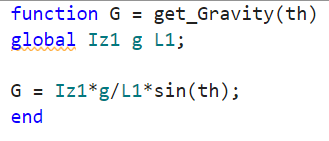 function G = get_Gravity(th)
global Iz1 g L1;
G = Iz1*g/L1*sin(th);
end